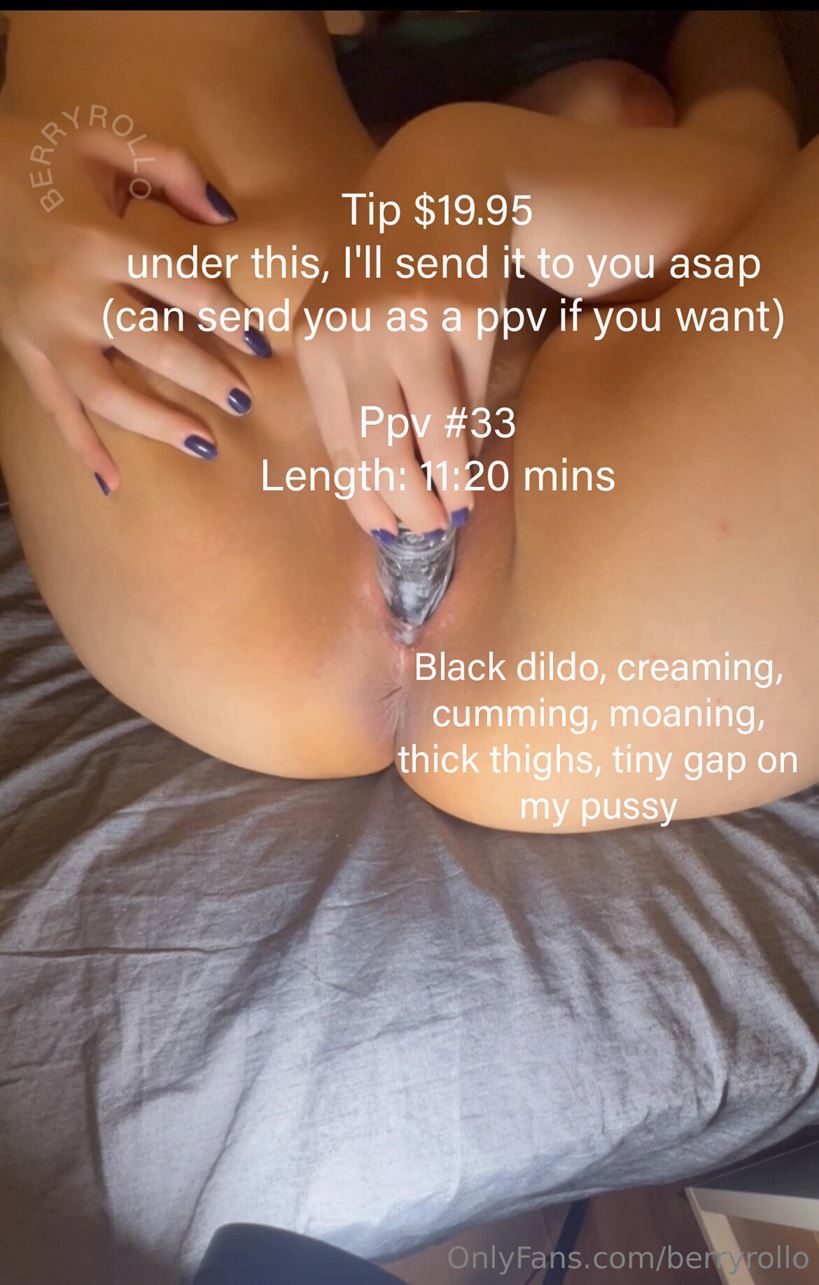 BERRYROLLO
Tip $19.95
under this, I'll send it to you asap
(can send you as a ppv if you want)
Ppv #33
Length: 11:20 mins
Black dildo, creaming,
cumming, moaning,
thick thighs, tiny gap on
my pussy
OnlyFans.com/berryrollo